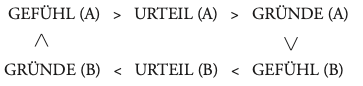 GEFÜHL (A) > URTEIL (A) > GRÜNDE (A)
∧ ∨
GRÜNDE (B) < URTEIL (B) < GEFÜHL (B)